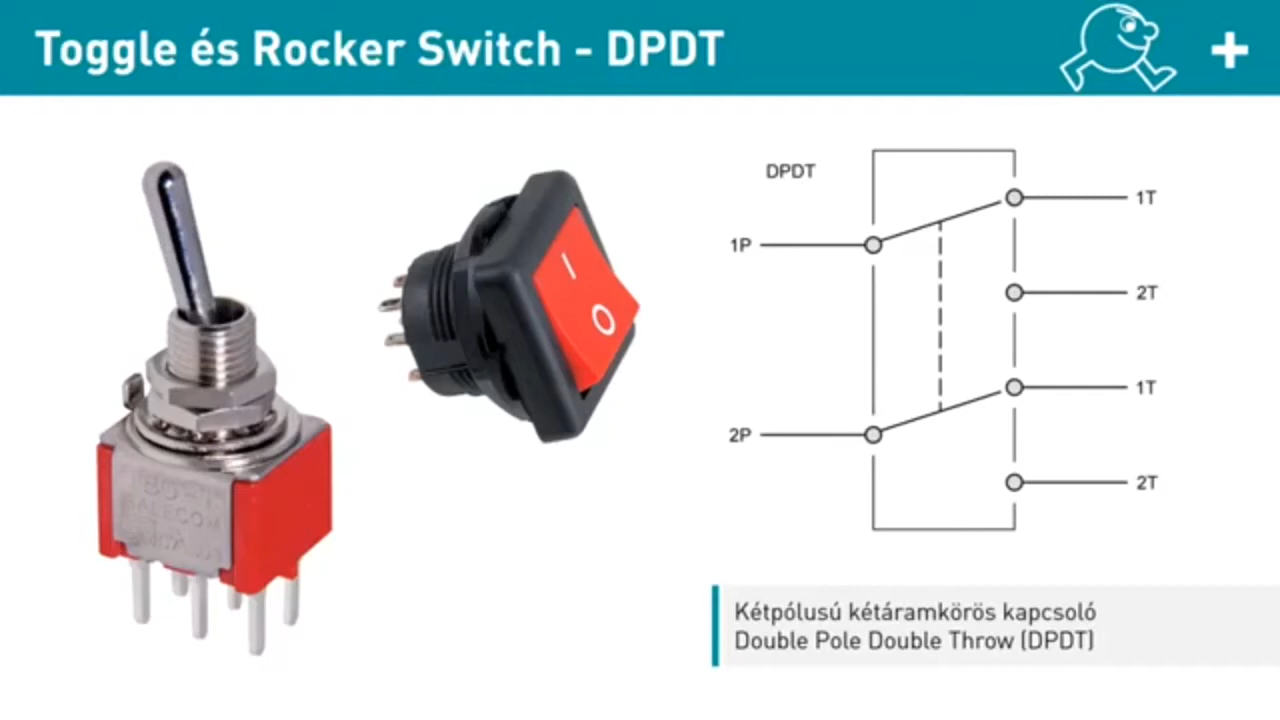 Toggle és Rocker Switch - DPDT
DPDT
1P
1T
2T
2P
1T
2T
I
O
SALECOM
Kétpólusú kétáramkörös kapcsoló
Double Pole Double Throw (DPDT)